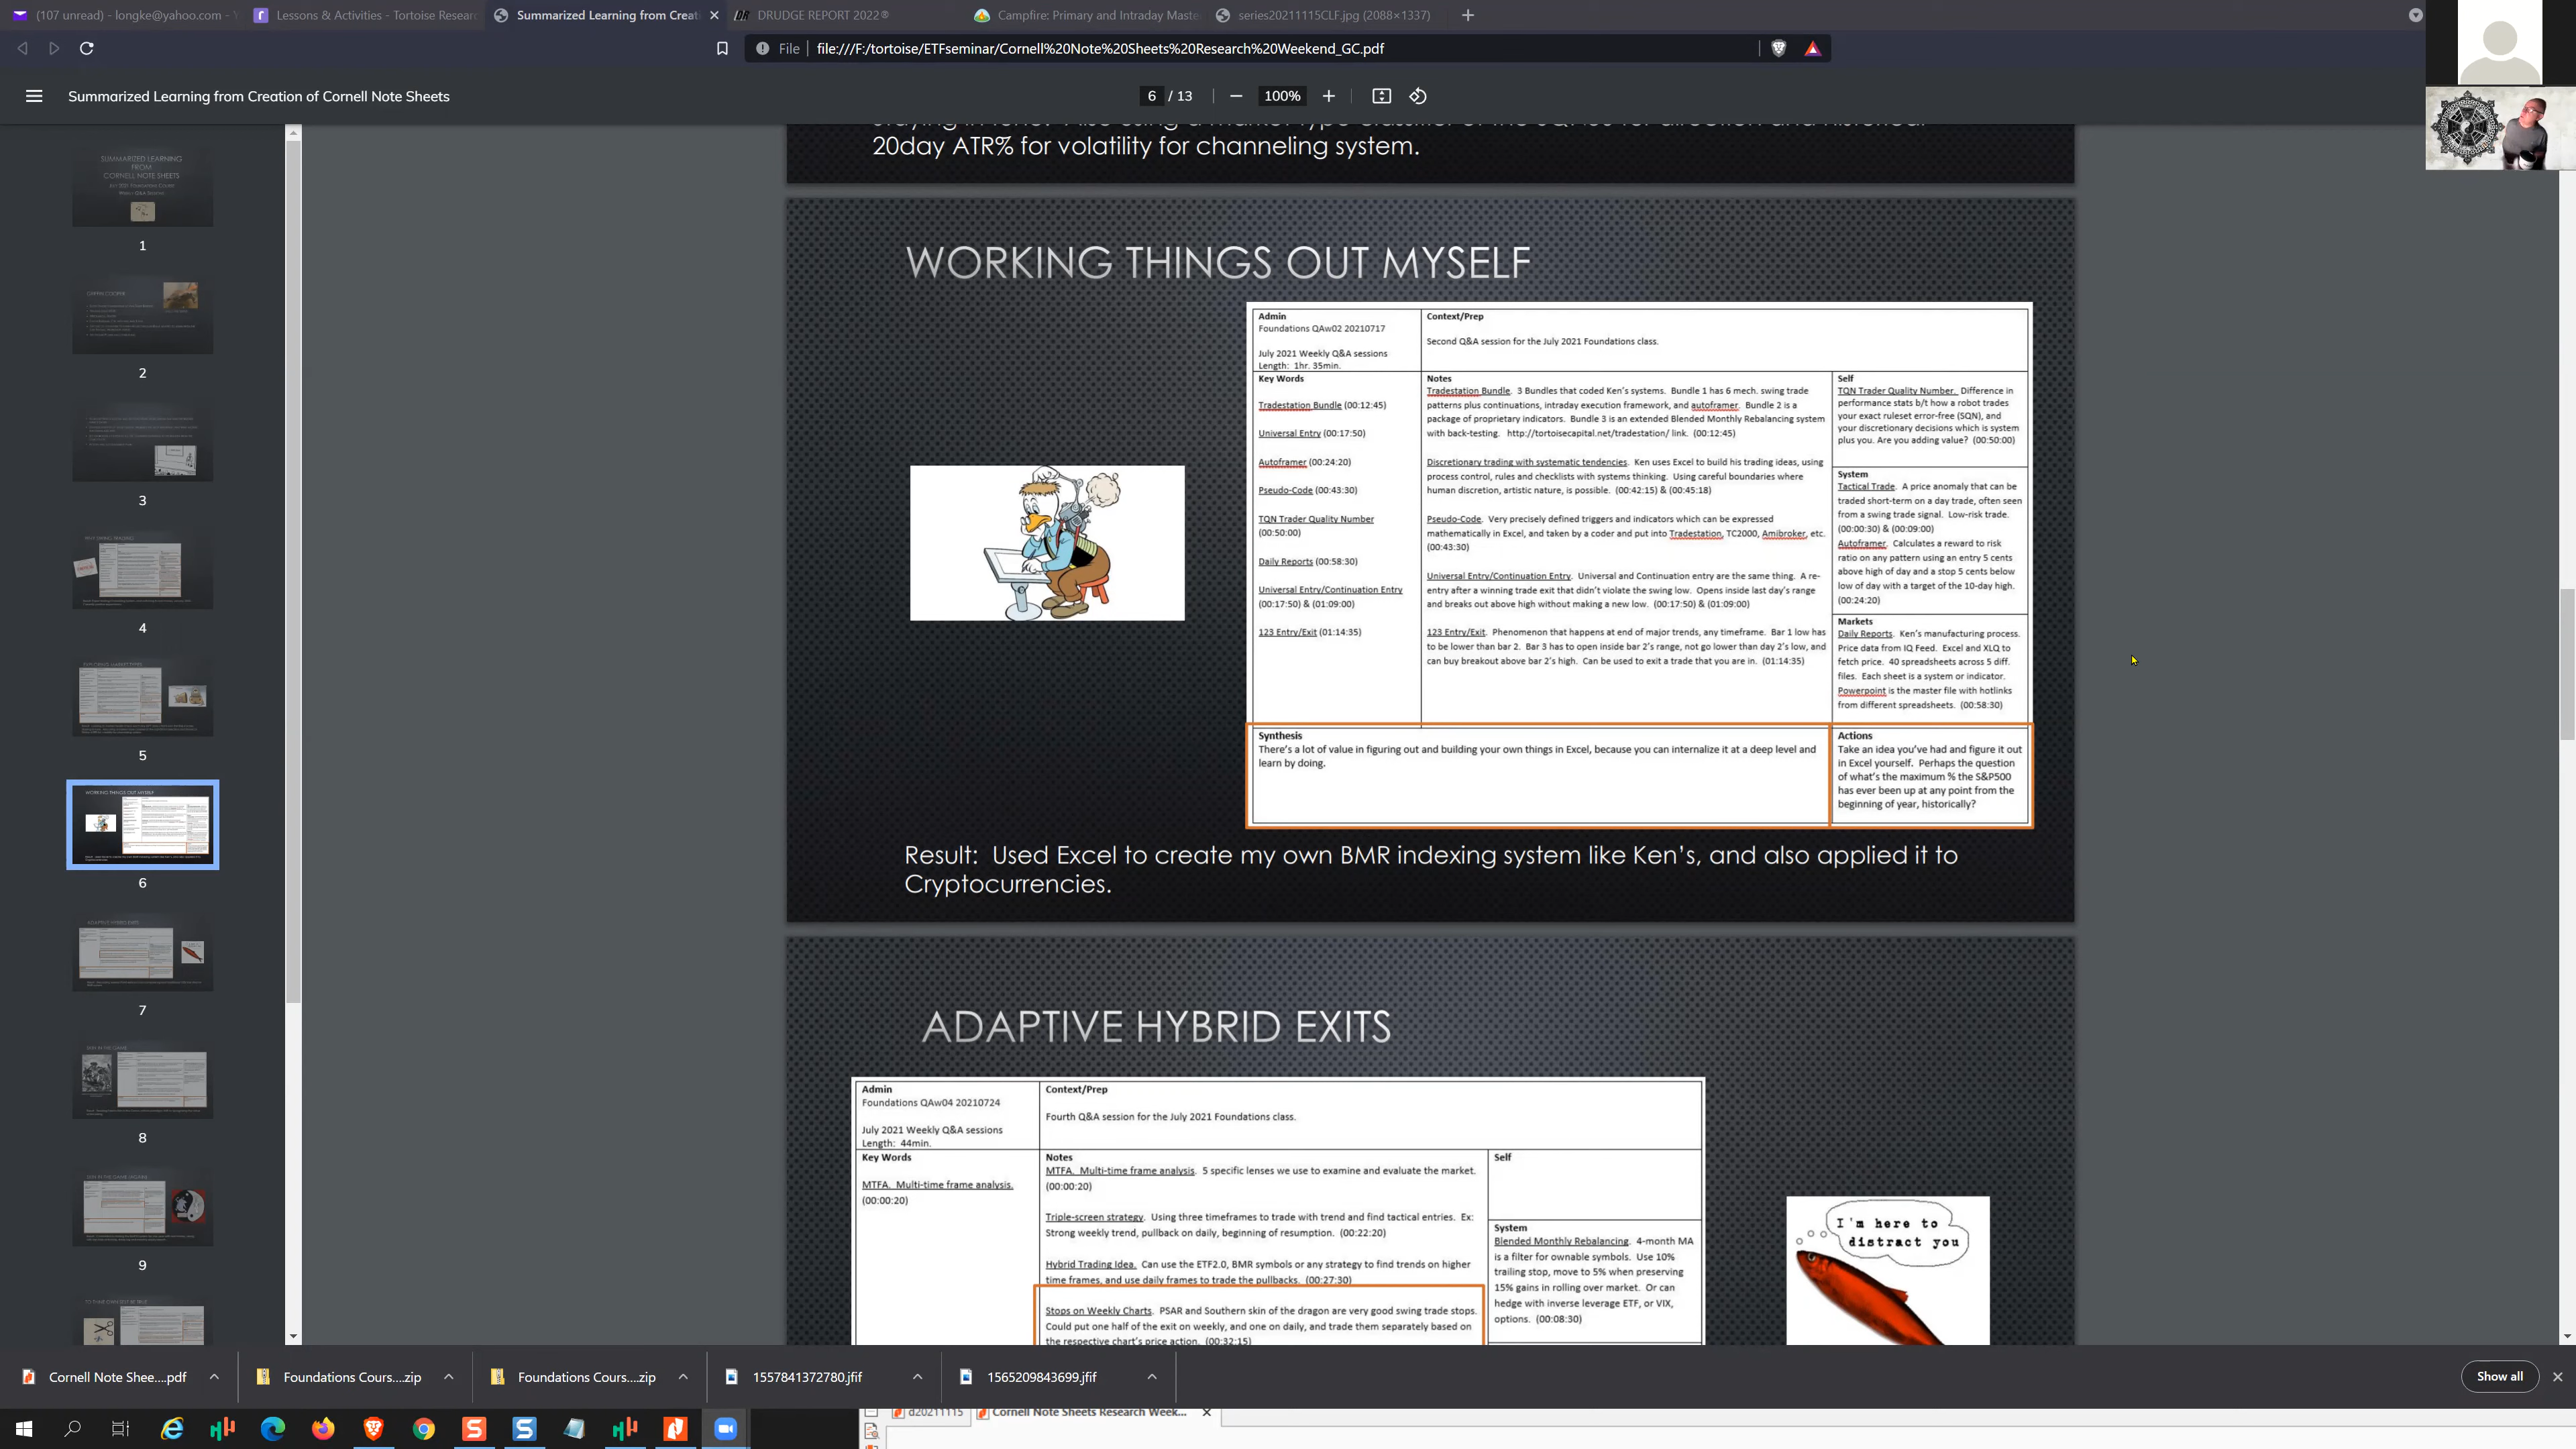 (107 unread) - longke@yahoo.com -
Lessons & Activities - Tortoise Resear
Summarized Learning from Creat
DRUDGE REPORT 2022®
Campfire: Primary and Intraday Maste
series20211115CLF.jpg (2088×1337)
File
file:///F:/tortoise/ETFseminar/Cornell%20Note%20Sheets%20Research%20Weekend_GC.pdf
Summarized Learning from Creation of Cornell Note Sheets
6 / 13
100%
SUMMARIZED LEARNING
FROM
CORNELL NOTE SHEETS
1
2
3
4
5
WORKING THINGS OUT MYSELF
6
7
8
9
20day ATR% for volatility for channeling system.
WORKING THINGS OUT MYSELF
Admin
Foundations QAw02 20210717
July 2021 Weekly Q&A sessions
Length: 1hr. 35min.
Context/Prep
Second Q&A session for the July 2021 Foundations class.
Key Words
Tradestation Bundle (00:12:45)
Universal Entry (00:17:50)
Autoframer (00:24:20)
Pseudo-Code (00:43:30)
TQN Trader Quality Number
(00:50:00)
Daily Reports (00:58:30)
Universal Entry/Continuation Entry
(00:17:50) & (01:09:00)
123 Entry/Exit (01:14:35)
Notes
Tradestation Bundle. 3 Bundles that coded Ken's systems. Bundle 1 has 6 mech. swing trade
patterns plus continuations, intraday execution framework, and autoframer. Bundle 2 is a
package of proprietary indicators. Bundle 3 is an extended Blended Monthly Rebalancing system
with back-testing. http://tortoisecapital.net/tradestation/ link. (00:12:45)
Discretionary trading with systematic tendencies. Ken uses Excel to build his trading ideas, using
process control, rules and checklists with systems thinking. Using careful boundaries where
human discretion, artistic nature, is possible. (00:42:15) & (00:45:18)
Pseudo-Code. Very precisely defined triggers and indicators which can be expressed
mathematically in Excel, and taken by a coder and put into Tradestation, TC2000, Amibroker, etc.
(00:43:30)
Universal Entry/Continuation Entry. Universal and Continuation entry are the same thing. A re-
entry after a winning trade exit that didn't violate the swing low. Opens inside last day's range
and breaks out above high without making a new low. (00:17:50) & (01:09:00)
123 Entry/Exit. Phenomenon that happens at end of major trends, any timeframe. Bar 1 low has
to be lower than bar 2. Bar 3 has to open inside bar 2's range, not go lower than day 2's low, and
can buy breakout above bar 2's high. Can be used to exit a trade that you are in. (01:14:35)
Self
TQN Trader Quality Number. Difference in
performance stats b/t how a robot trades
your exact ruleset error-free (SQN), and
your discretionary decisions which is system
plus you. Are you adding value? (00:50:00)
System
Tactical Trade. A price anomaly that can be
traded short-term on a day trade, often seen
from a swing trade signal. Low-risk trade.
(00:00:30) & (00:09:00)
Autoframer. Calculates a reward to risk
ratio on any pattern using an entry 5 cents
above high of day and a stop 5 cents below
low of day with a target of the 10-day high.
(00:24:20)
Markets
Daily Reports. Ken's manufacturing process.
Price data from IQ Feed. Excel and XLQ to
fetch price. 40 spreadsheets across 5 diff.
files. Each sheet is a system or indicator.
Powerpoint is the master file with hotlinks
from different spreadsheets. (00:58:30)
Synthesis
There's a lot of value in figuring out and building your own things in Excel, because you can internalize it at a deep level and
learn by doing.
Actions
Take an idea you've had and figure it out
in Excel yourself. Perhaps the question
of what's the maximum % the S&P500
has ever been up at any point from the
beginning of year, historically?
Result: Used Excel to create my own BMR indexing system like Ken's, and also applied it to
Cryptocurrencies.
ADAPTIVE HYBRID EXITS
Admin
Foundations QAw04 20210724
July 2021 Weekly Q&A sessions
Length: 44min.
Context/Prep
Fourth Q&A session for the July 2021 Foundations class.
Key Words
MTFA. Multi-time frame analysis.
(00:00:20)
Notes
MTFA. Multi-time frame analysis. 5 specific lenses we use to examine and evaluate the market.
(00:00:20)
Triple-screen strategy. Using three timeframes to trade with trend and find tactical entries. Ex:
Strong weekly trend, pullback on daily, beginning of resumption. (00:22:20)
Hybrid Trading Idea. Can use the ETF2.0, BMR symbols or any strategy to find trends on higher
time frames, and use daily frames to trade the pullbacks. (00:27:30)
Stops on Weekly Charts. PSAR and Southern skin of the dragon are very good swing trade stops.
Could put one half of the exit on weekly, and one on daily, and trade them separately based on
the respective chart's price action. (00:32:15)
Self
System
Blended Monthly Rebalancing. 4-month MA
is a filter for ownable symbols. Use 10%
trailing stop, move to 5% when preserving
15% gains in rolling over market. Or can
hedge with inverse leverage ETF, or VIX,
options. (00:08:30)
I'm here to
distract you
Cornell Note Shee....pdf
Foundations Cours....zip
Foundations Cours....zip
1557841372780.jfif
1565209843699.jfif
Show all
d20211115
Cornell Note Sheets Research Week...